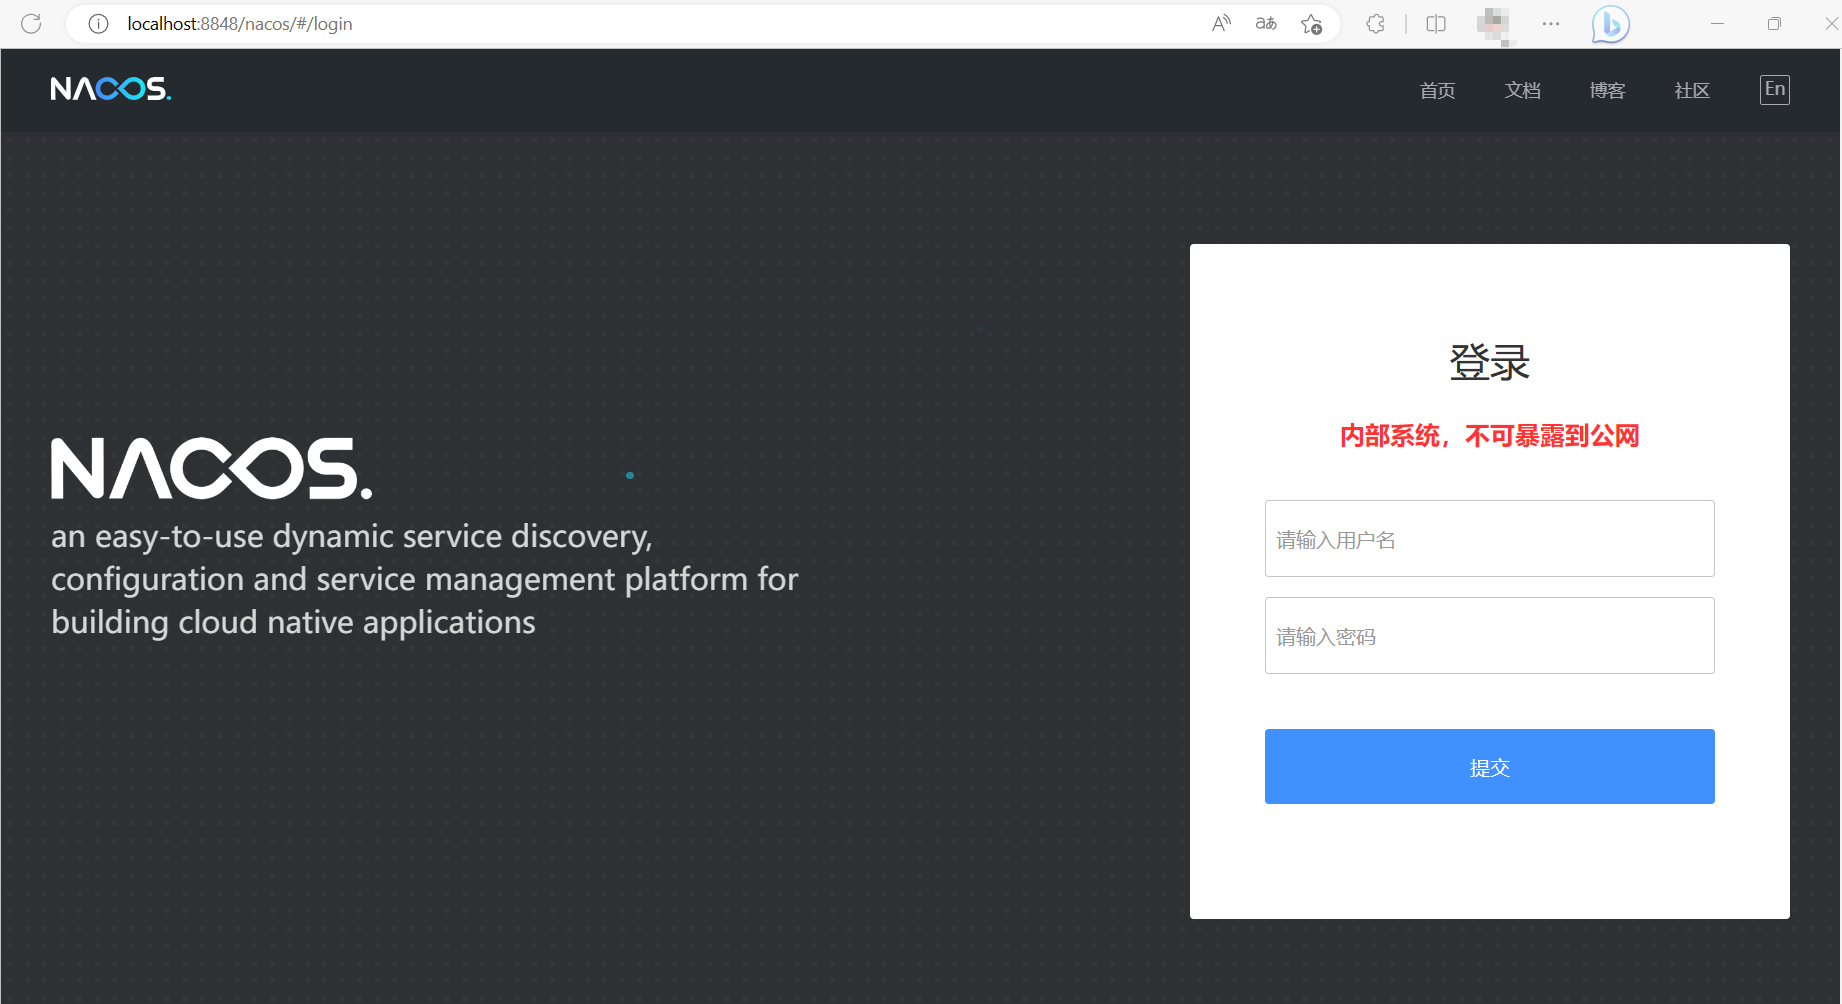 localhost:8848/nacos/#/login
NACOS.
首页 文档 博客 社区 En
登录
内部系统，不可暴露到公网
NACOS.
an easy-to-use dynamic service discovery,
configuration and service management platform for
building cloud native applications
请输入用户名
请输入密码
提交